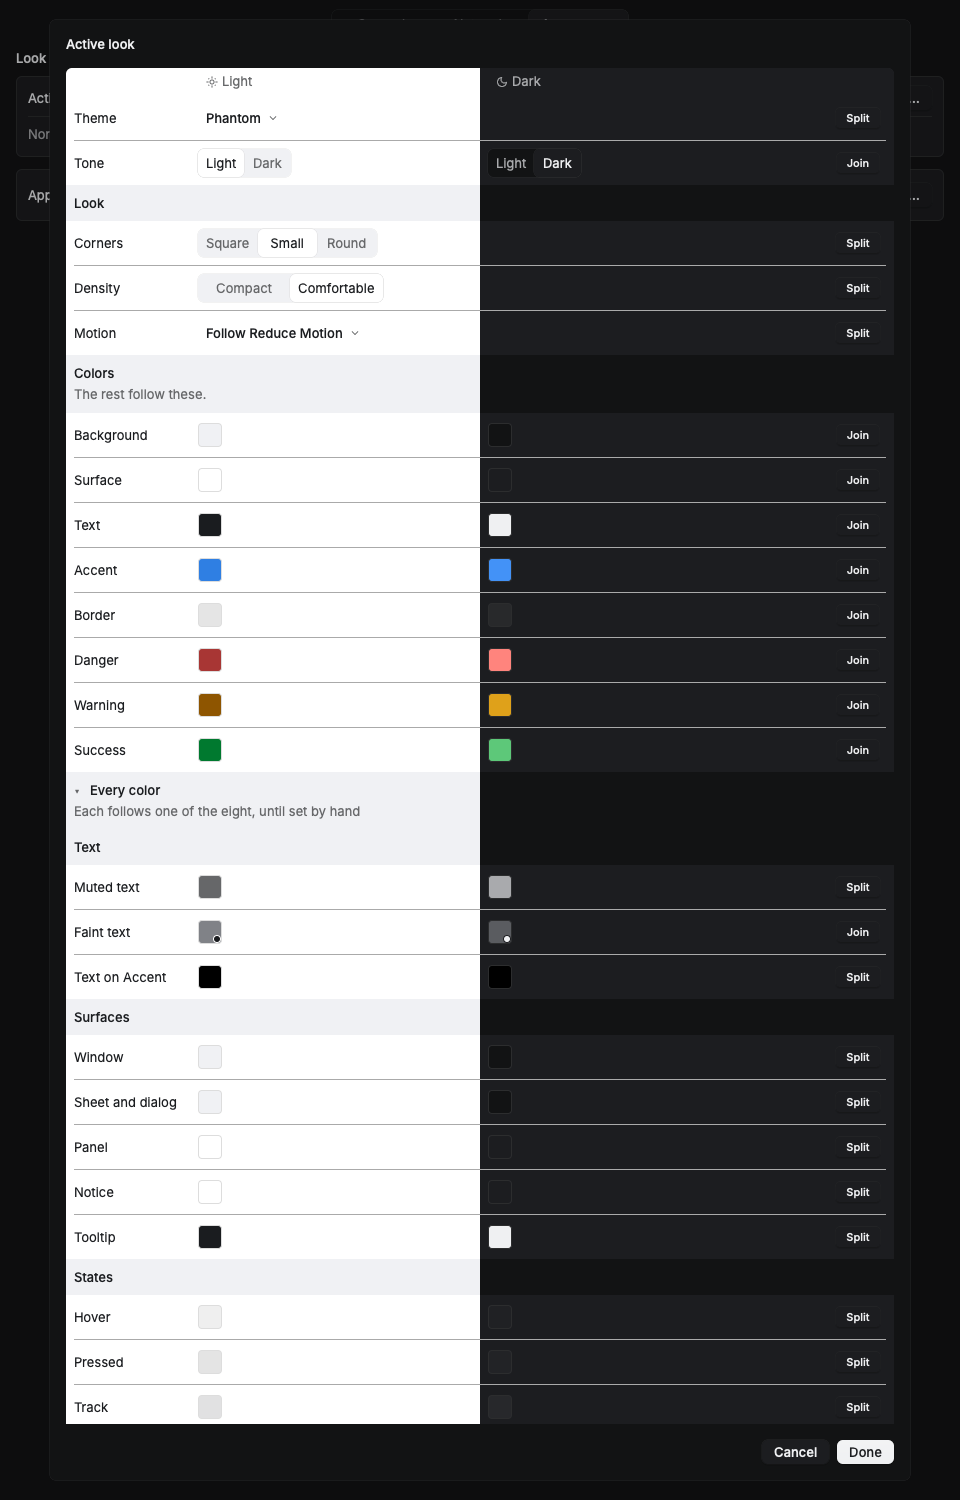 Active look
Look
Light
Dark
Theme
Phantom
Split
Tone
Light
Dark
Light
Dark
Join
Look
Corners
Square
Small
Round
Split
Density
Compact
Comfortable
Split
Motion
Follow Reduce Motion
Split
Colors
The rest follow these.
Background
Join
Surface
Join
Text
Join
Accent
Join
Border
Join
Danger
Join
Warning
Join
Success
Join
Every color
Each follows one of the eight, until set by hand
Text
Muted text
Split
Faint text
Join
Text on Accent
Split
Surfaces
Window
Split
Sheet and dialog
Split
Panel
Split
Notice
Split
Tooltip
Split
States
Hover
Split
Pressed
Split
Track
Split
Cancel
Done